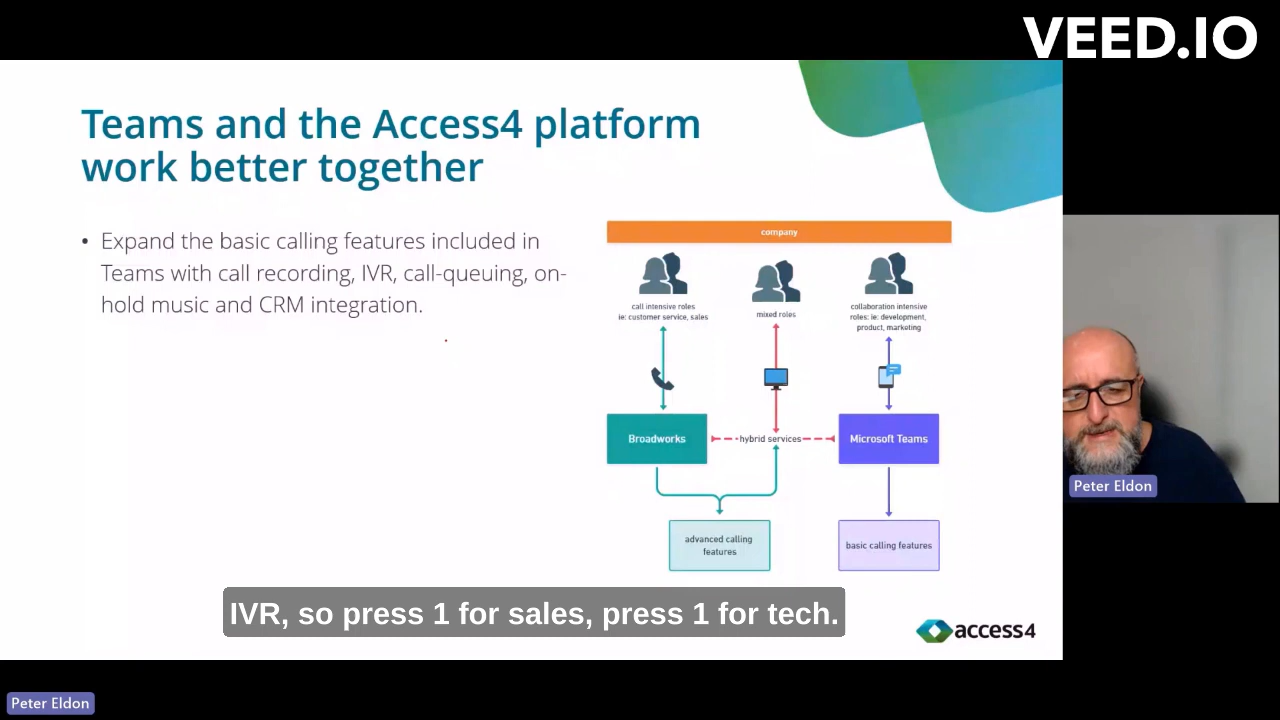 VEED.IO
Teams and the Access4 platform
work better together
• Expand the basic calling features included in
Teams with call recording, IVR, call-queuing, on-
hold music and CRM integration.
company
call intensive roles
ie: customer service, sales
mixed roles
collaboration intensive
roles: ie: development,
product, marketing
Broadworks
hybrid services
Microsoft Teams
advanced calling
features
basic calling features
IVR, so press 1 for sales, press 1 for tech.
access4
Peter Eldon
Peter Eldon